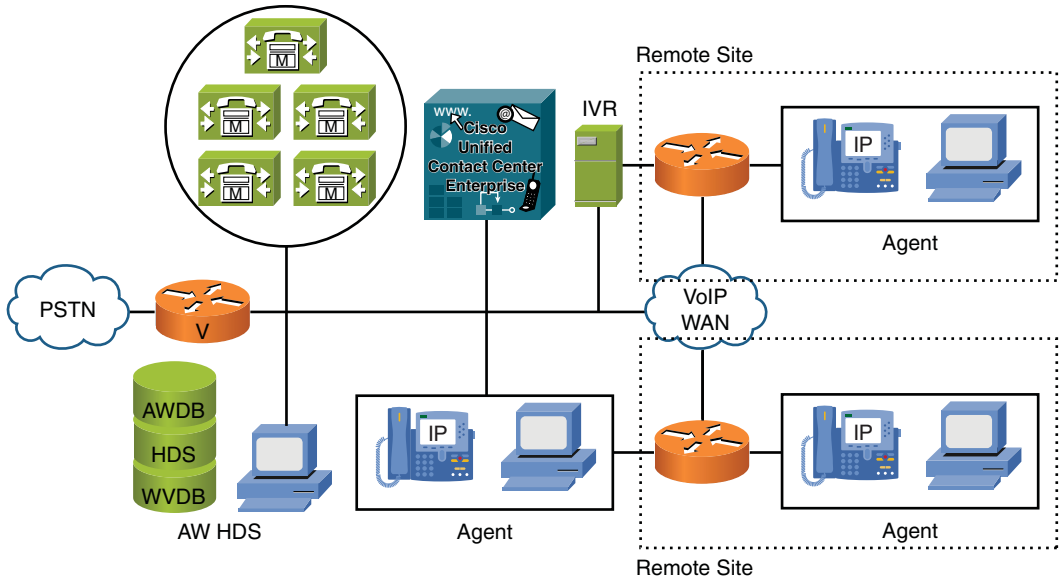 Remote Site
M
M
M
M
M
www.
@
Cisco
Unified
Contact Center
Enterprise
IVR
IP
Agent
PSTN
V
VoIP
WAN
AWDB
HDS
WVDB
AW HDS
IP
Agent
IP
Agent
Remote Site